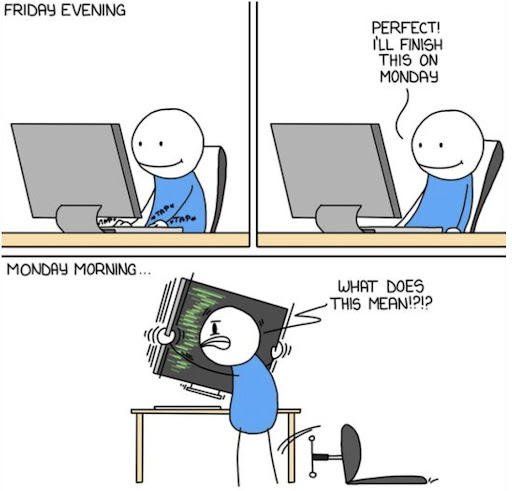 FRIDAY EVENING
*TAP*
*TAP*
*TAP*
PERFECT!
I'LL FINISH
THIS ON
MONDAY
MONDAY MORNING...
WHAT DOES
THIS MEAN!?!?